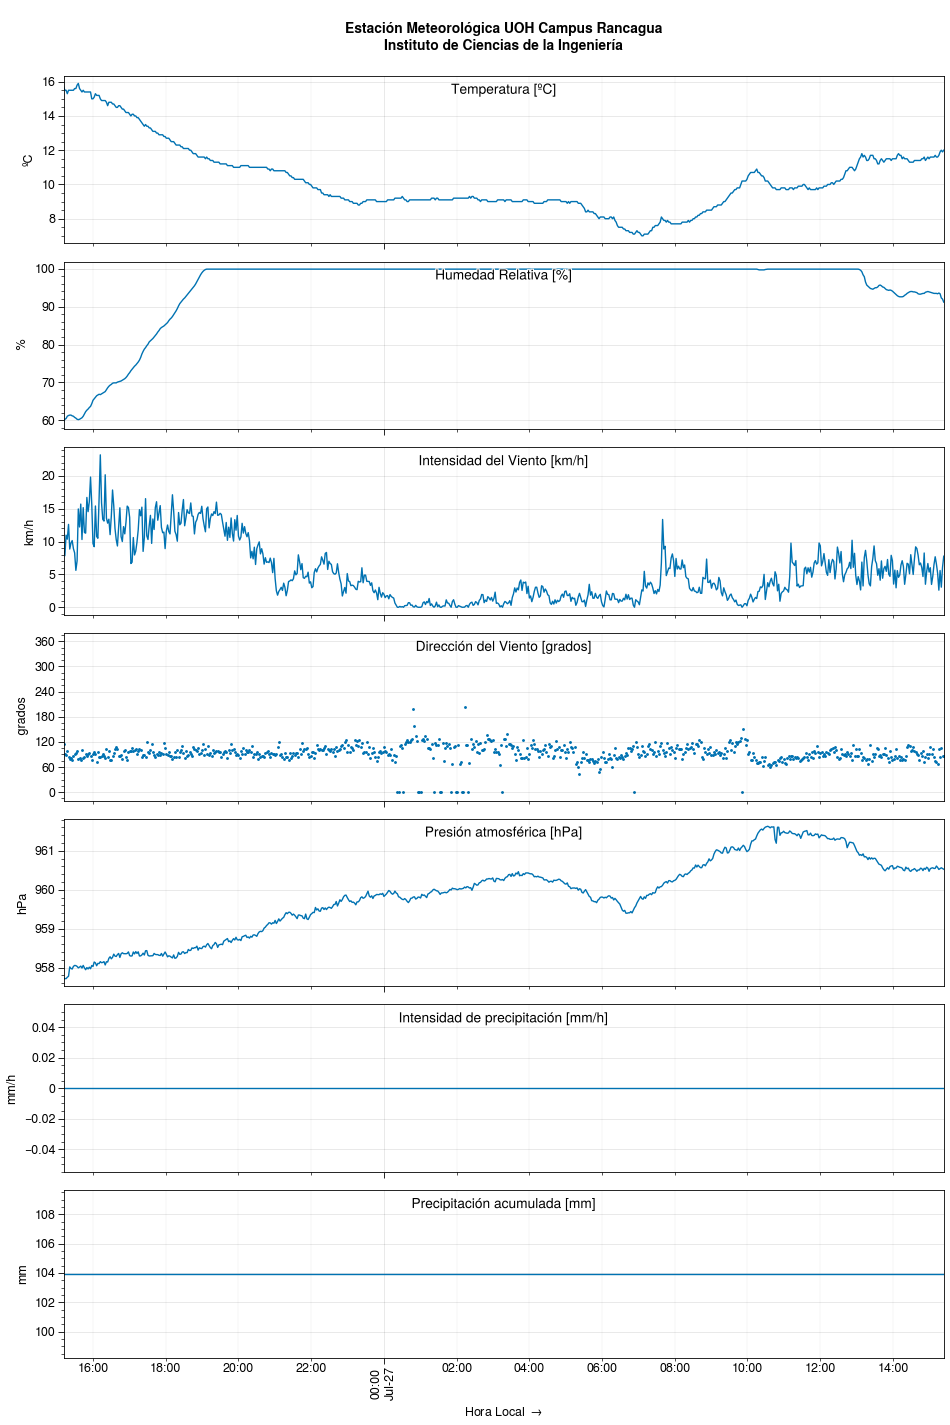 Estación Meteorológica UOH Campus Rancagua
Instituto de Ciencias de la Ingeniería
Temperatura [ºC]
ºC
16
14
12
10
8
Humedad Relativa [%]
%
100
90
80
70
60
Intensidad del Viento [km/h]
km/h
20
15
10
5
0
Dirección del Viento [grados]
grados
360
300
240
180
120
60
0
Presión atmosférica [hPa]
hPa
961
960
959
958
Intensidad de precipitación [mm/h]
mm/h
0.04
0.02
0
−0.02
−0.04
Precipitación acumulada [mm]
mm
108
106
104
102
100
16:00
18:00
20:00
22:00
00:00
Jul-27
02:00
04:00
06:00
08:00
10:00
12:00
14:00
Hora Local →